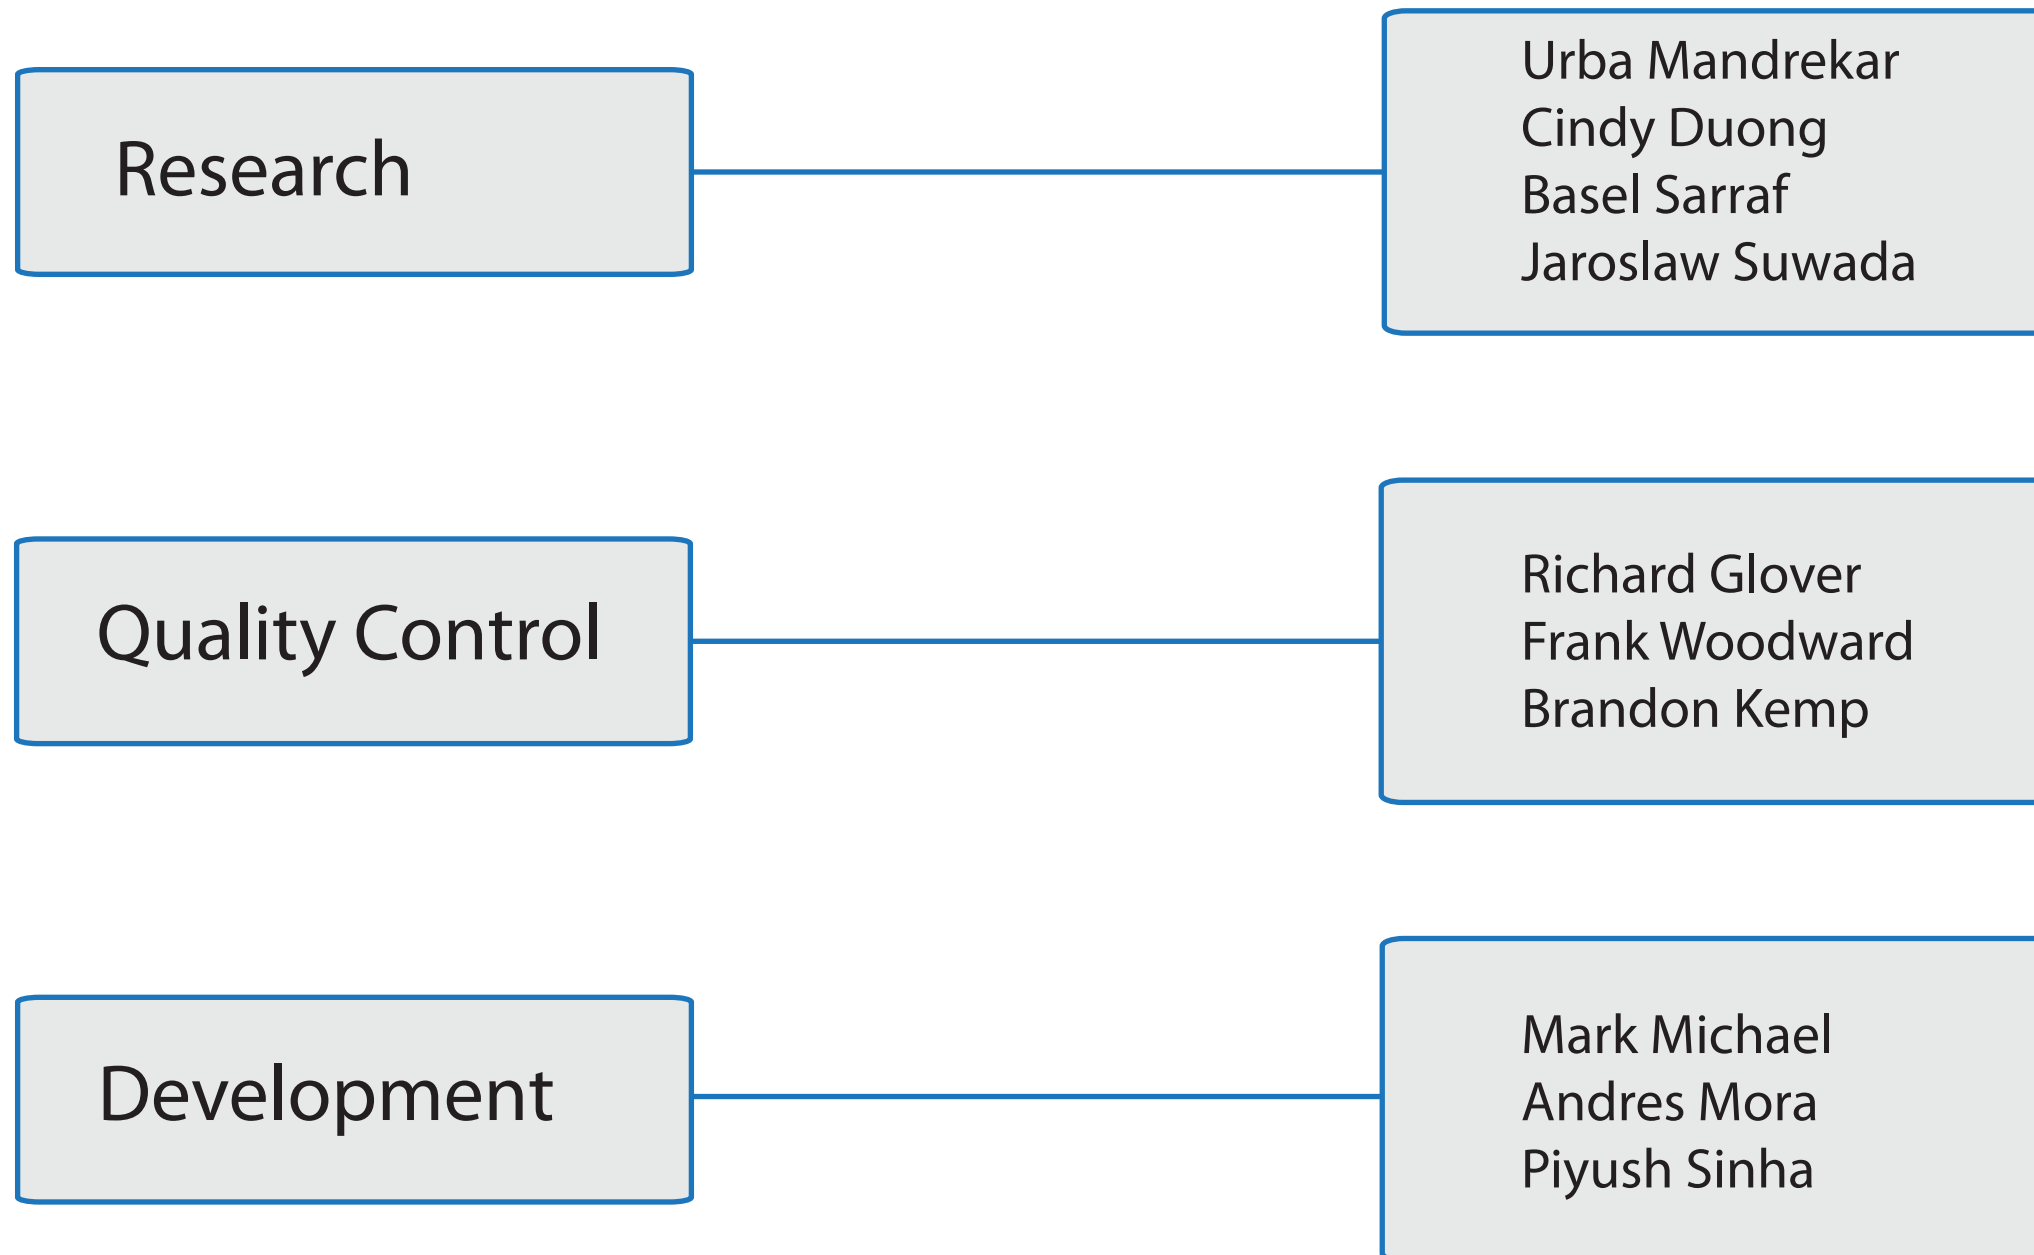 Research
Urba Mandrekar
Cindy Duong
Basel Sarraf
Jaroslaw Suwada
Quality Control
Richard Glover
Frank Woodward
Brandon Kemp
Development
Mark Michael
Andres Mora
Piyush Sinha